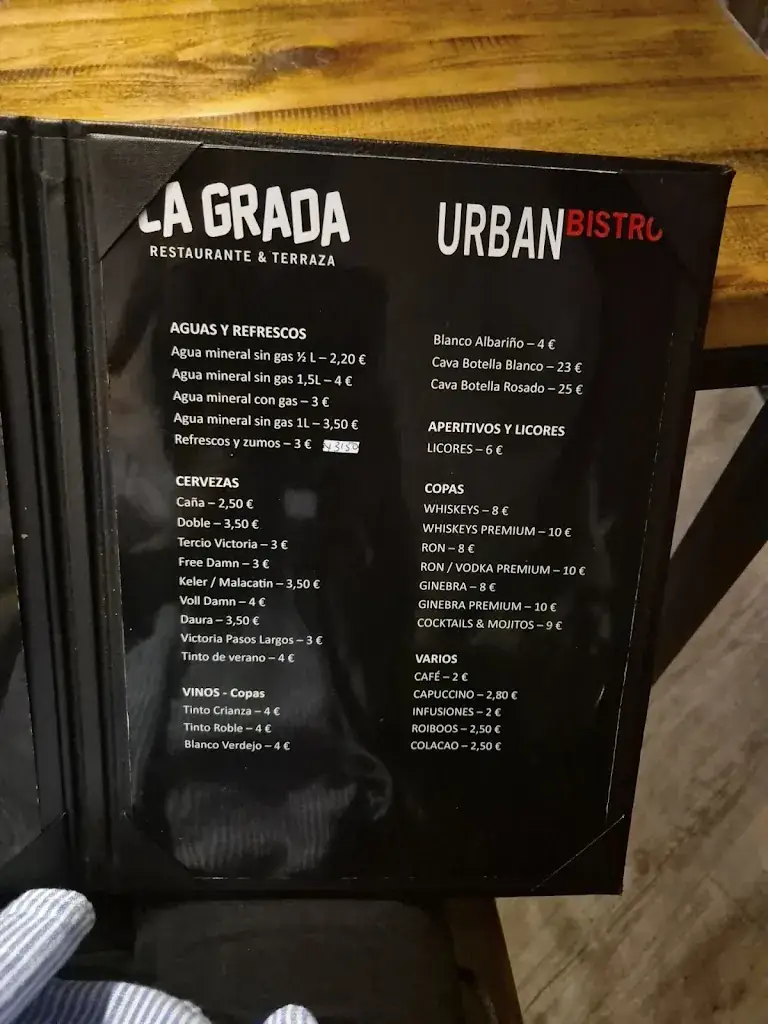 LA GRADA
RESTAURANTE & TERRAZA
URBAN BISTRO
AGUAS Y REFRESCOS
Agua mineral sin gas ½ L – 2,20 €
Agua mineral sin gas 1,5L – 4 €
Agua mineral con gas – 3 €
Agua mineral sin gas 1L – 3,50 €
Refrescos y zumos – 3 €
CERVEZAS
Caña – 2,50 €
Doble – 3,50 €
Tercio Victoria – 3 €
Free Damn – 3 €
Keler / Malacatin – 3,50 €
Voll Damn – 4 €
Daura – 3,50 €
Victoria Pasos Largos – 3 €
Tinto de verano – 4 €
VINOS - Copas
Tinto Crianza – 4 €
Tinto Roble – 4 €
Blanco Verdejo – 4 €
Blanco Albariño – 4 €
Cava Botella Blanco – 23 €
Cava Botella Rosado – 25 €
APERITIVOS Y LICORES
LICORES – 6 €
COPAS
WHISKEYS – 8 €
WHISKEYS PREMIUM – 10 €
RON – 8 €
RON / VODKA PREMIUM – 10 €
GINEBRA – 8 €
GINEBRA PREMIUM – 10 €
COCKTAILS & MOJITOS – 9 €
VARIOS
CAFÉ – 2 €
CAPUCCINO – 2,80 €
INFUSIONES – 2 €
ROIBOOS – 2,50 €
COLACAO – 2,50 €